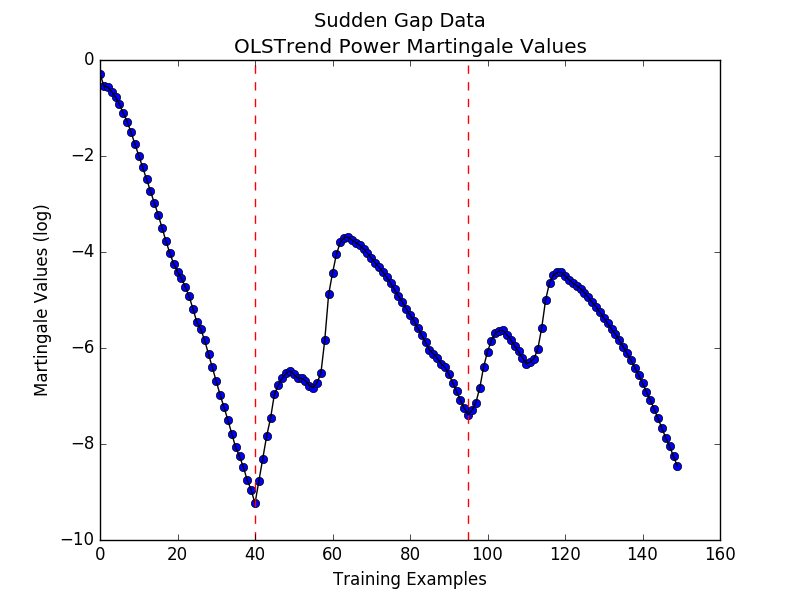 Sudden Gap Data
OLSTrend Power Martingale Values
0
−2
−4
−6
−8
−10
Martingale Values (log)
0 20 40 60 80 100 120 140 160
Training Examples